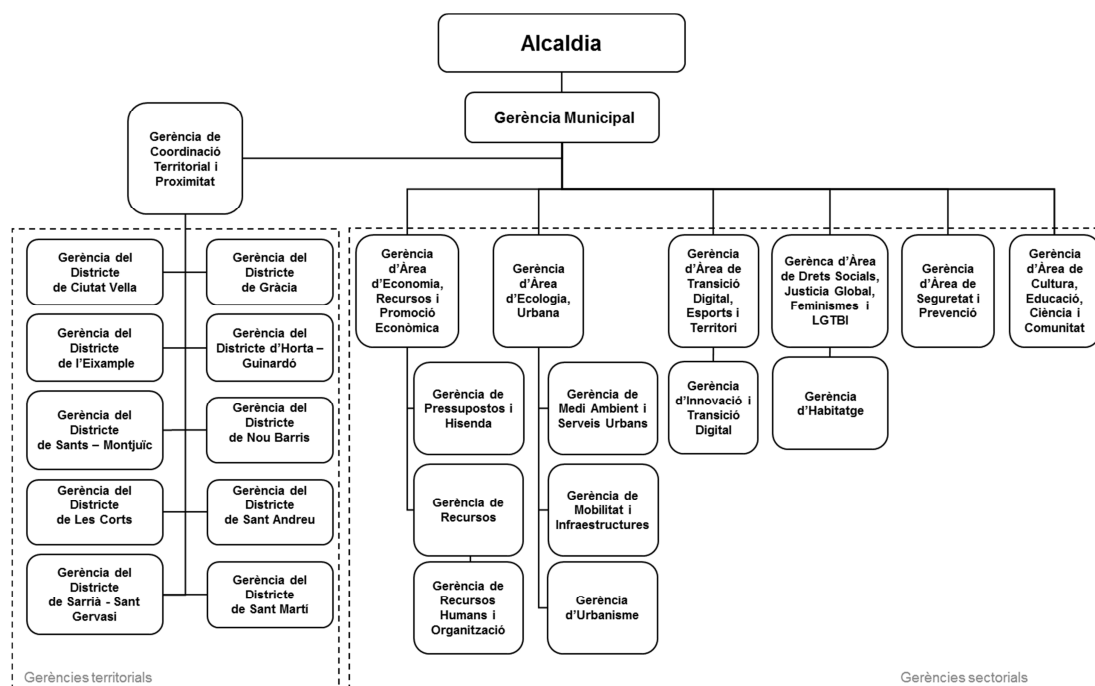 Alcaldia
Gerència Municipal
Gerència de
Coordinació
Territorial i
Proximitat
Gerència del
Districte
de Ciutat Vella
Gerència del
Districte
de Gràcia
Gerència del
Districte
de l’Eixample
Gerència del
Districte d’Horta –
Guinardó
Gerència del
Districte
de Sants – Montjuïc
Gerència del
Districte
de Nou Barris
Gerència del
Districte
de Les Corts
Gerència del
Districte
de Sant Andreu
Gerència del
Districte
de Sarrià - Sant
Gervasi
Gerència del
Districte
de Sant Martí
Gerències territorials
Gerència
d’Àrea
d’Economia,
Recursos i
Promoció
Econòmica
Gerència de
Pressupostos i
Hisenda
Gerència de
Recursos
Gerència de
Recursos
Humans i
Organització
Gerència
d’Àrea
d’Ecologia,
Urbana
Gerència de
Medi Ambient i
Serveis Urbans
Gerència de
Mobilitat i
Infraestructures
Gerència
d’Urbanisme
Gerència
d’Àrea de
Transició
Digital,
Esports i
Territori
Gerència
d’Innovació i
Transició
Digital
Gerènca d’Àrea
de Drets Socials,
Justícia Global,
Feminismes i
LGTBI
Gerència
d’Habitatge
Gerència
d’Àrea de
Seguretat i
Prevenció
Gerència
d’Àrea de
Cultura,
Educació,
Ciència i
Comunitat
Gerències sectorials